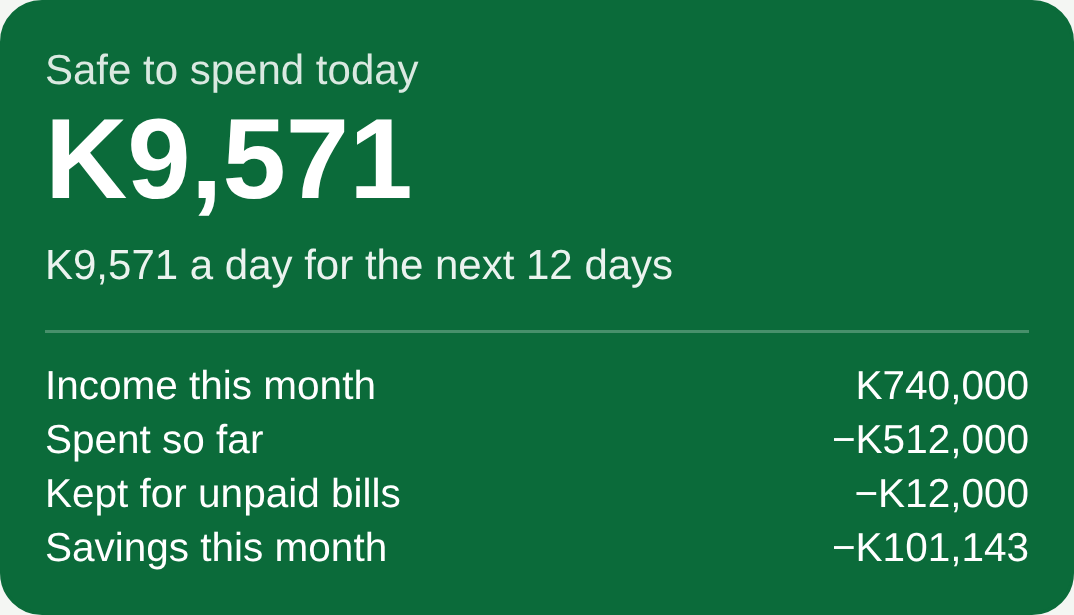 Safe to spend today
K9,571
K9,571 a day for the next 12 days
Income this month K740,000
Spent so far −K512,000
Kept for unpaid bills −K12,000
Savings this month −K101,143